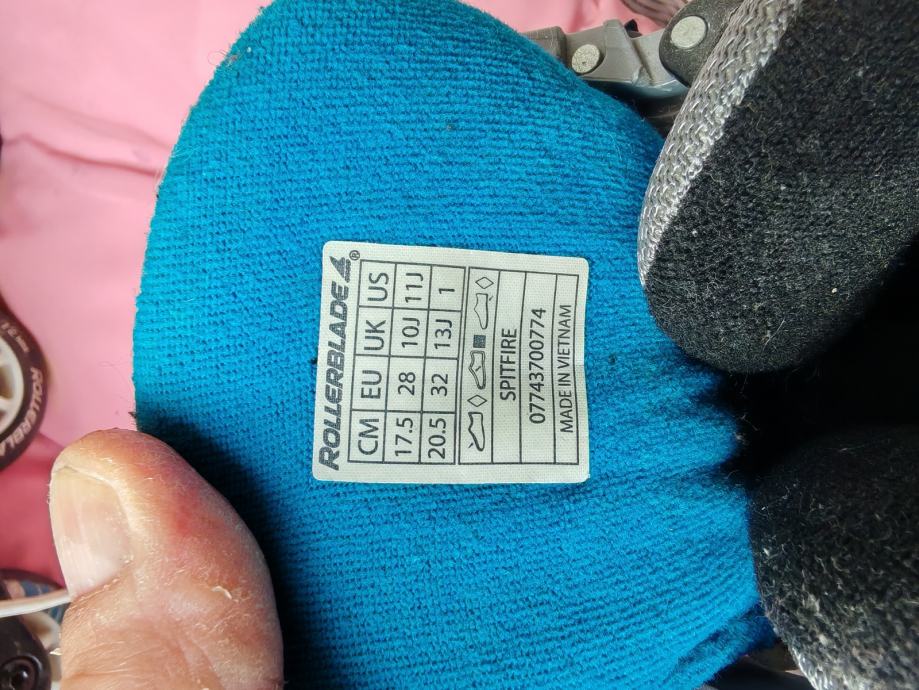 ROLLERBLADE ®
CM EU UK US
17.5 28 10J 11J
20.5 32 13J 1
SPITFIRE
07743700774
MADE IN VIETNAM
ROLLERBLA